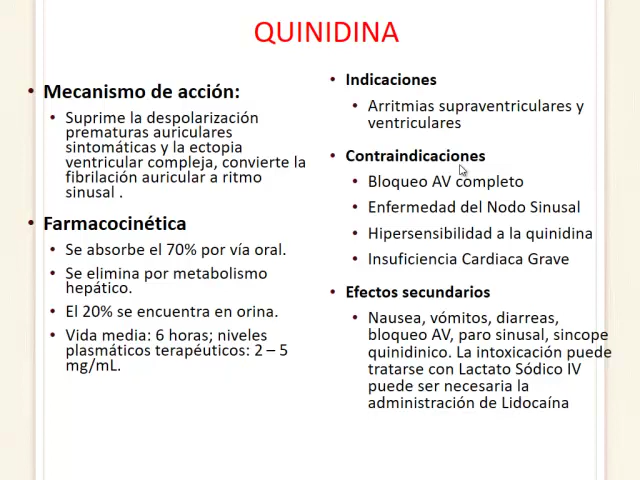 QUINIDINA
• Mecanismo de acción:
• Suprime la despolarización
prematuras auriculares
sintomáticas y la ectopia
ventricular compleja, convierte la
fibrilación auricular a ritmo
sinusal .
• Farmacocinética
• Se absorbe el 70% por vía oral.
• Se elimina por metabolismo
hepático.
• El 20% se encuentra en orina.
• Vida media: 6 horas; niveles
plasmáticos terapéuticos: 2 – 5
mg/mL.
• Indicaciones
• Arritmias supraventriculares y
ventriculares
• Contraindicaciones
• Bloqueo AV completo
• Enfermedad del Nodo Sinusal
• Hipersensibilidad a la quinidina
• Insuficiencia Cardiaca Grave
• Efectos secundarios
• Nausea, vómitos, diarreas,
bloqueo AV, paro sinusal, sincope
quinidinico. La intoxicación puede
tratarse con Lactato Sódico IV
puede ser necesaria la
administración de Lidocaína